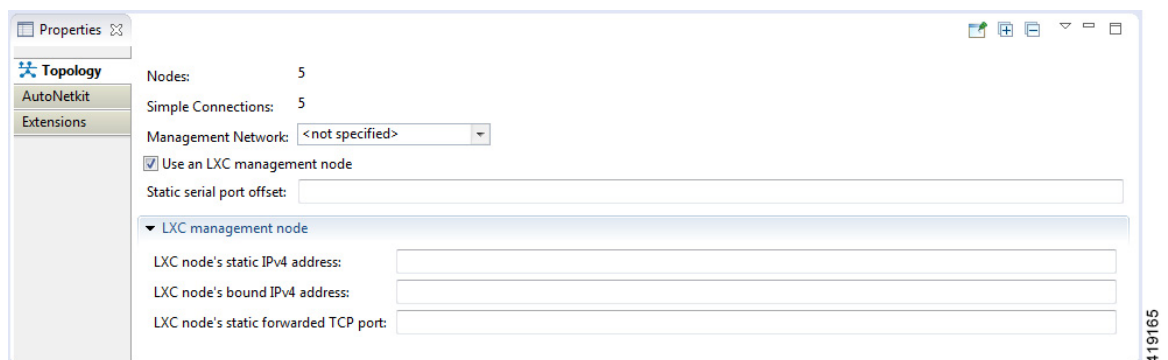 Properties
Topology
AutoNetkit
Extensions
Nodes: 5
Simple Connections: 5
Management Network: <not specified>
Use an LXC management node
Static serial port offset:
LXC management node
LXC node's static IPv4 address:
LXC node's bound IPv4 address:
LXC node's static forwarded TCP port:
419165